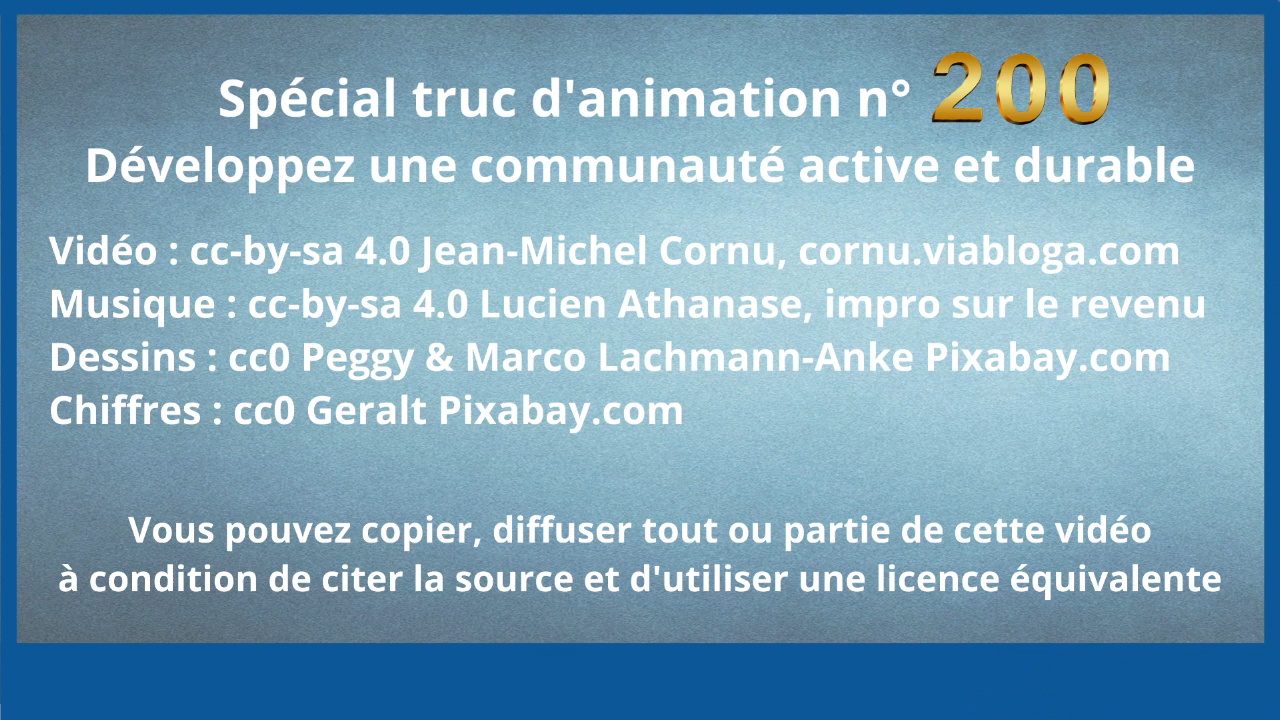 Spécial truc d'animation n° 200
Développez une communauté active et durable
Vidéo : cc-by-sa 4.0 Jean-Michel Cornu, cornu.viabloga.com
Musique : cc-by-sa 4.0 Lucien Athanase, impro sur le revenu
Dessins : cc0 Peggy & Marco Lachmann-Anke Pixabay.com
Chiffres : cc0 Geralt Pixabay.com
Vous pouvez copier, diffuser tout ou partie de cette vidéo
à condition de citer la source et d'utiliser une licence équivalente